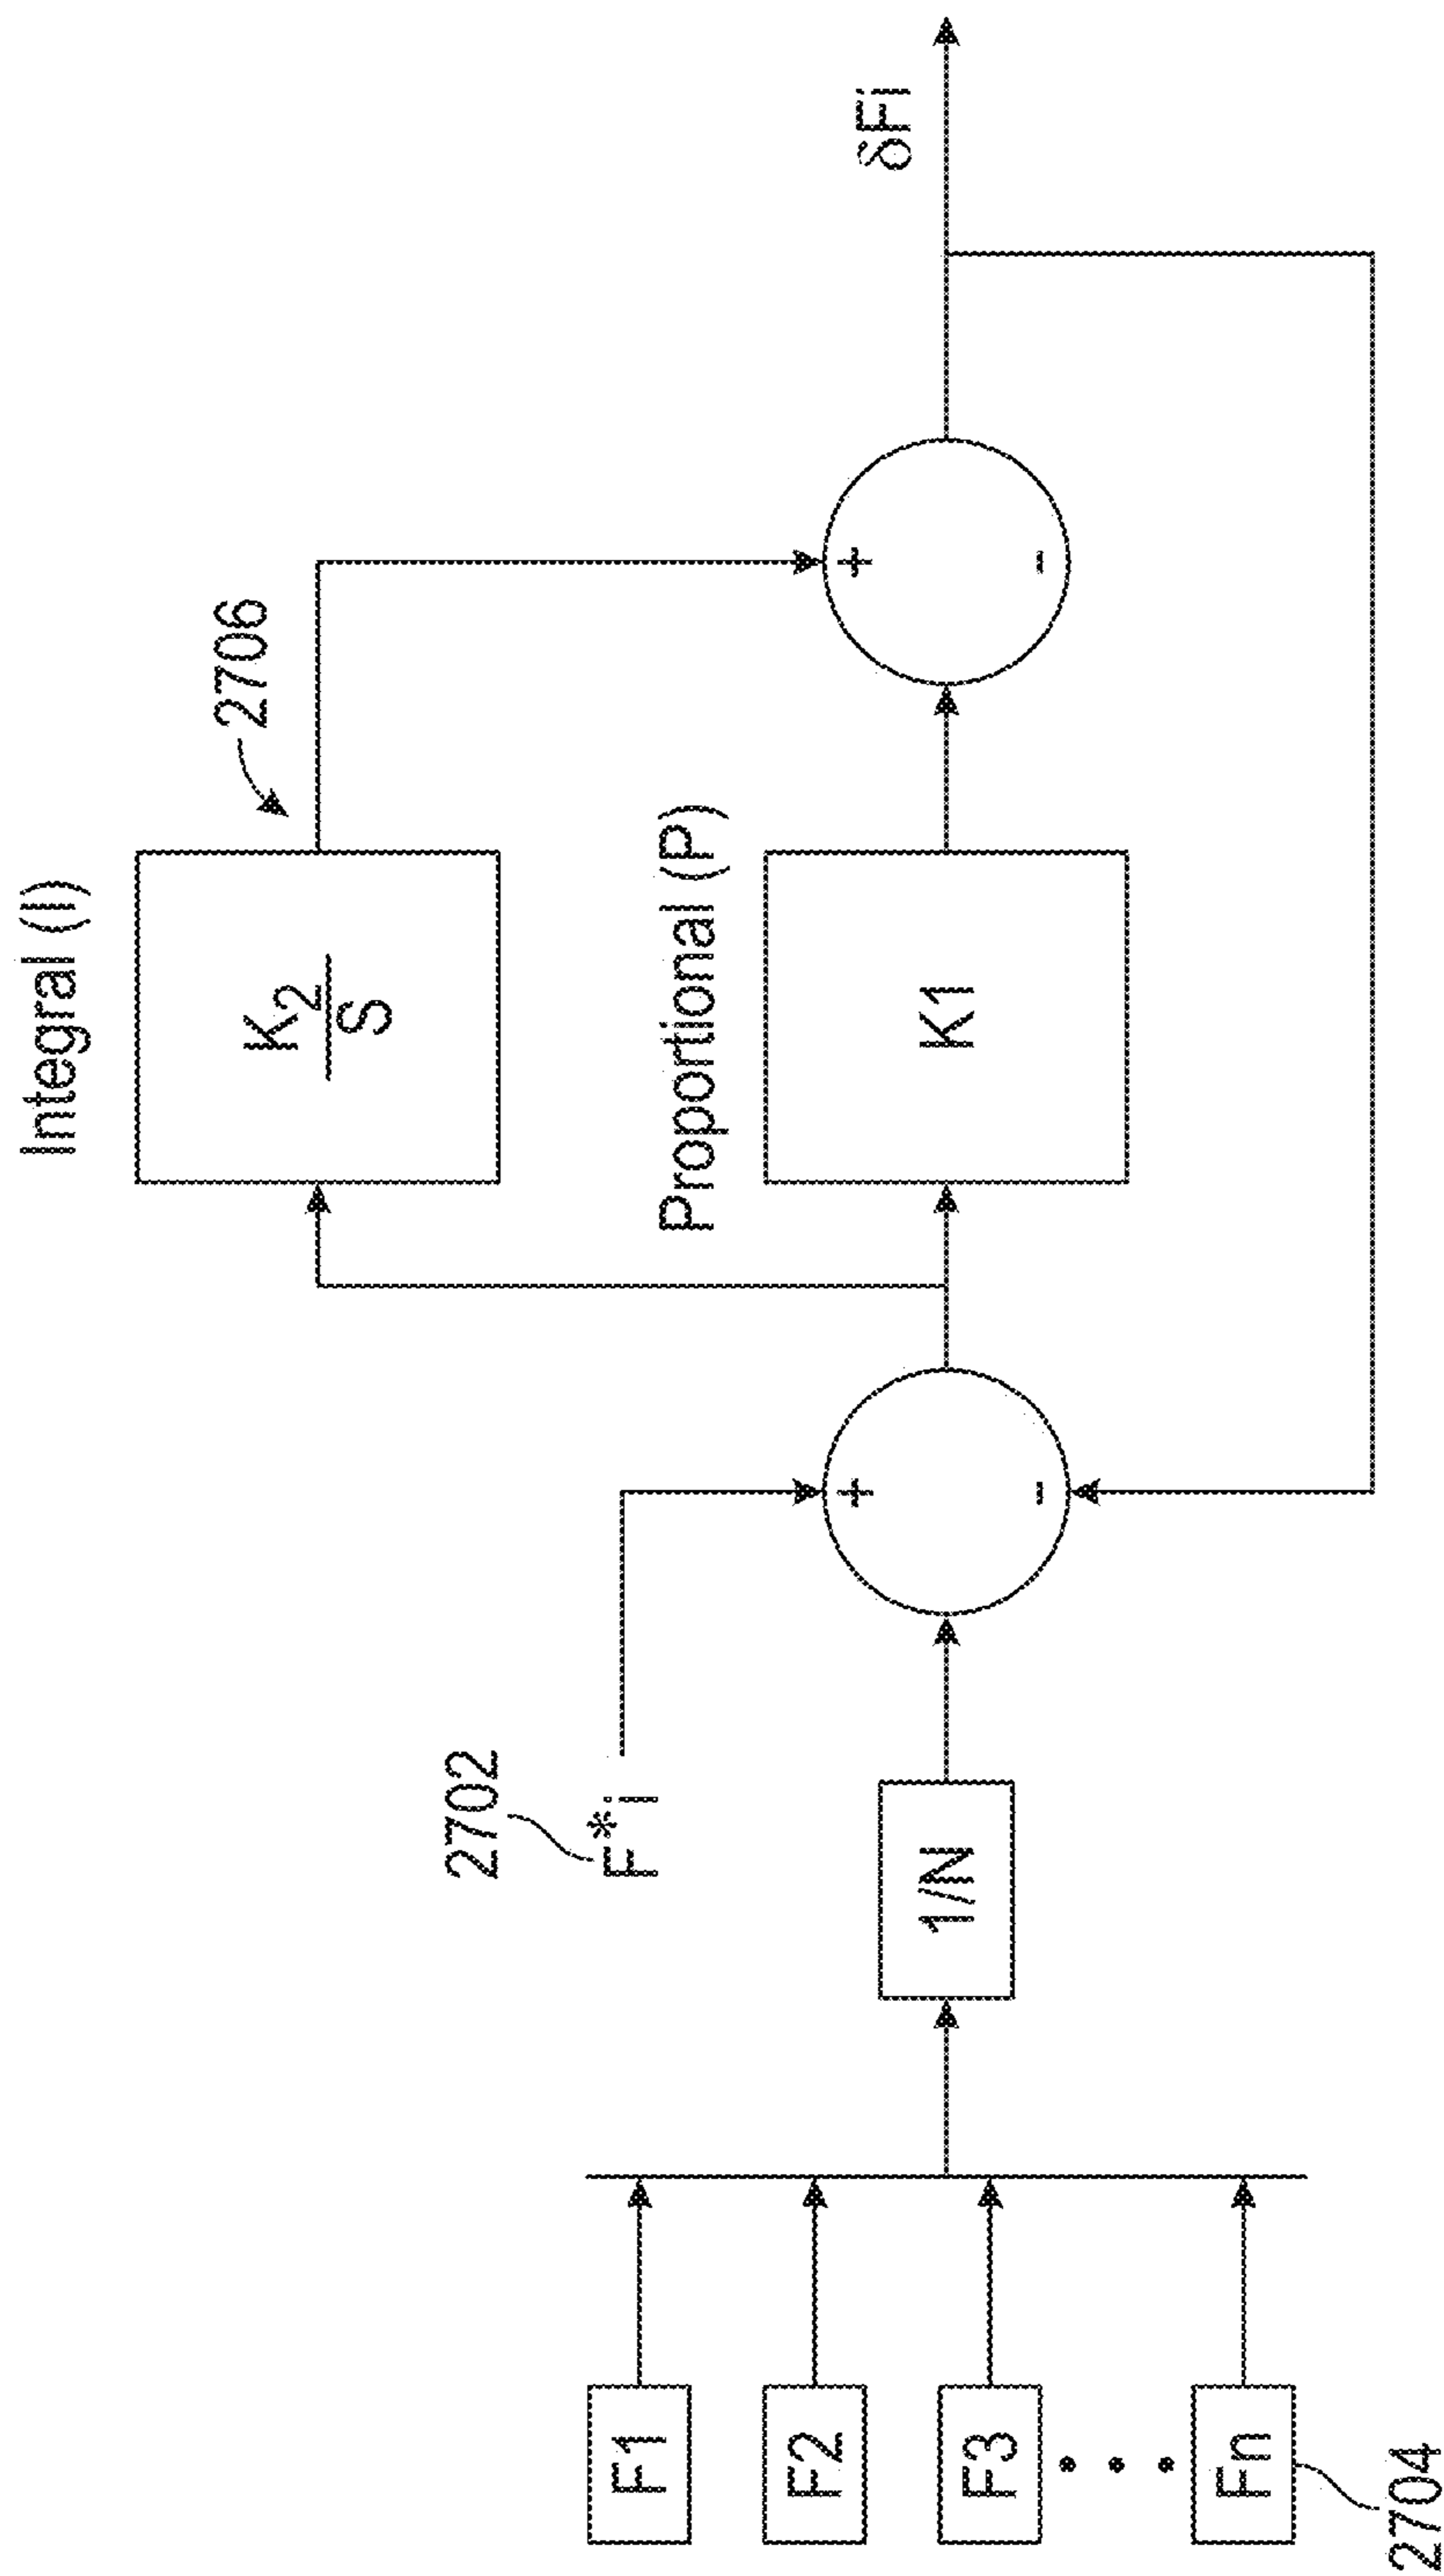 Integral (I)
K2
S
2706
Proportional (P)
K1
+
-
δFi
2702
F*i
+
-
1/N
F1
F2
F3
Fn
2704